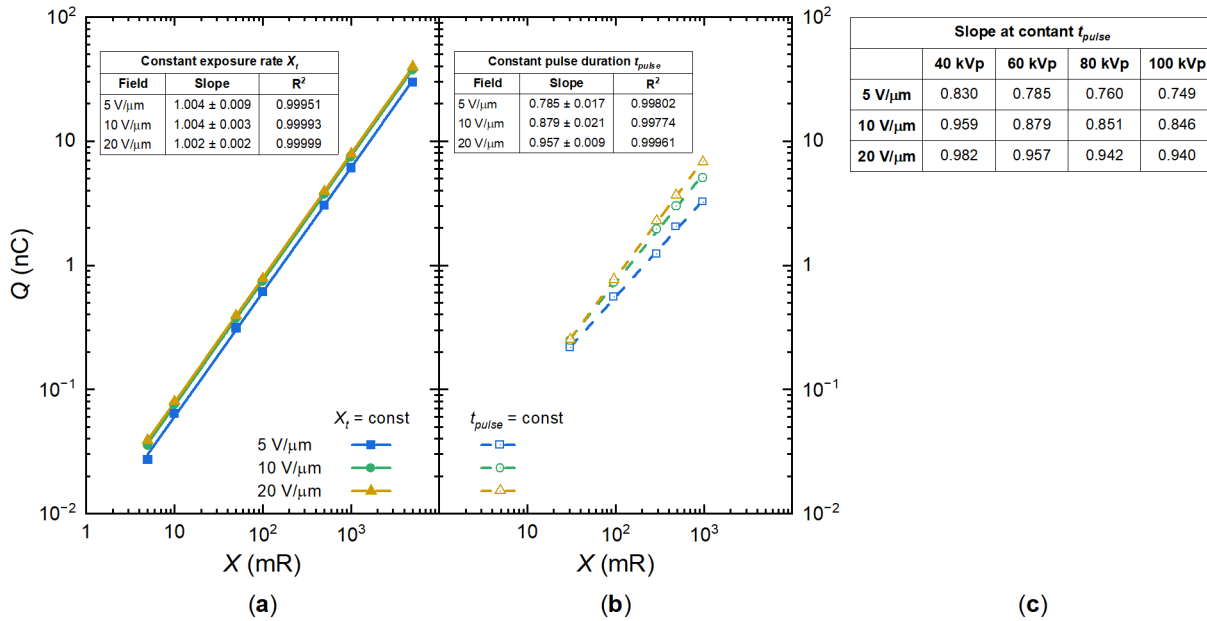 10² 10²
Constant exposure rate Xₜ
Field Slope R²
5 V/μm 1.004 ± 0.009 0.99951
10 V/μm 1.004 ± 0.003 0.99993
20 V/μm 1.002 ± 0.002 0.99999
Constant pulse duration t_pulse
Field Slope R²
5 V/μm 0.785 ± 0.017 0.99802
10 V/μm 0.879 ± 0.021 0.99774
20 V/μm 0.957 ± 0.009 0.99961
Slope at contant t_pulse
40 kVp 60 kVp 80 kVp 100 kVp
5 V/μm 0.830 0.785 0.760 0.749
10 V/μm 0.959 0.879 0.851 0.846
20 V/μm 0.982 0.957 0.942 0.940
10 10
Q (nC)
1 1
10⁻¹ 10⁻¹
Xₜ = const t_pulse = const
5 V/μm
10 V/μm
20 V/μm
10⁻² 10⁻²
1 10 10² 10³ 10 10² 10³
X (mR) X (mR)
(a) (b) (c)